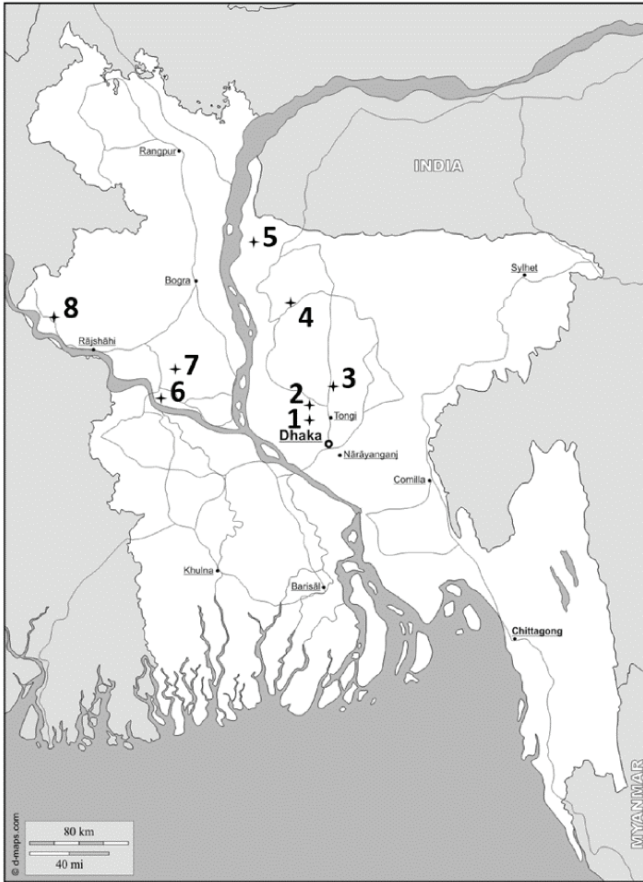 Rangpur
INDIA
5
Sylhet
Bogra
8
4
Rājshāhi
7
3
6
2
Tongi
1
Dhaka
Nārāyanganj
Comilla
Khulna
Barisāl
Chittagong
MYANMAR
80 km
40 mi
© d-maps.com